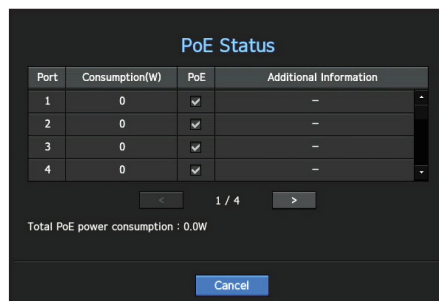 PoE Status
Port Consumption(W) PoE Additional Information
1 0 –
2 0 –
3 0 –
4 0 –
< 1 / 4 >
Total PoE power consumption : 0.0W
Cancel